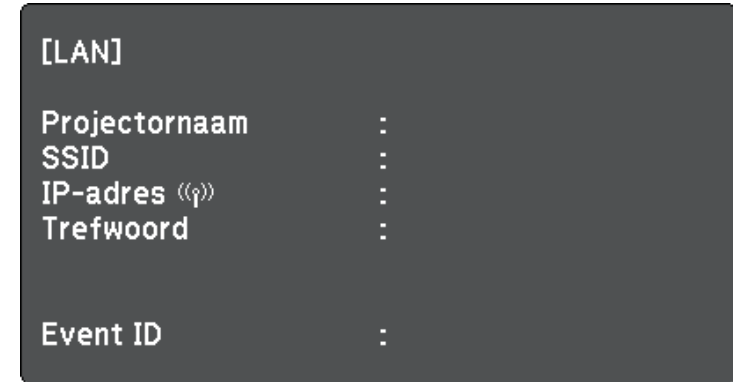 [LAN]
Projectornaam :
SSID :
IP-adres :
Trefwoord :
Event ID :